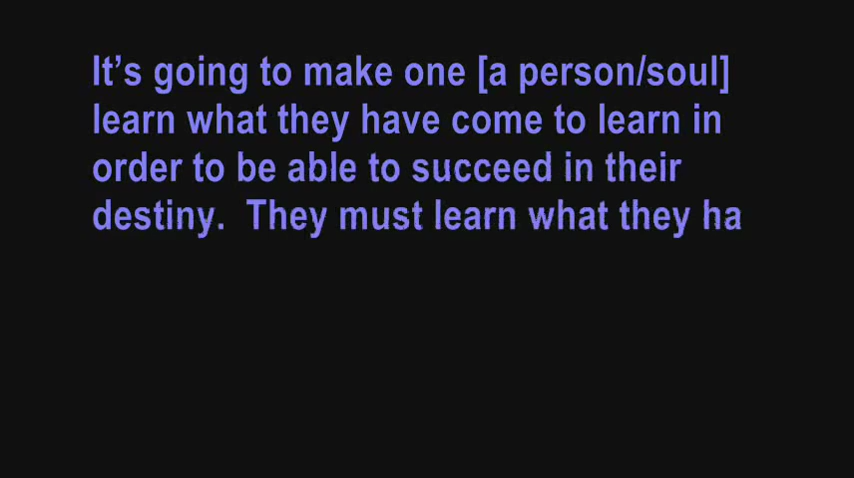 It’s going to make one [a person/soul]
learn what they have come to learn in
order to be able to succeed in their
destiny.  They must learn what they ha